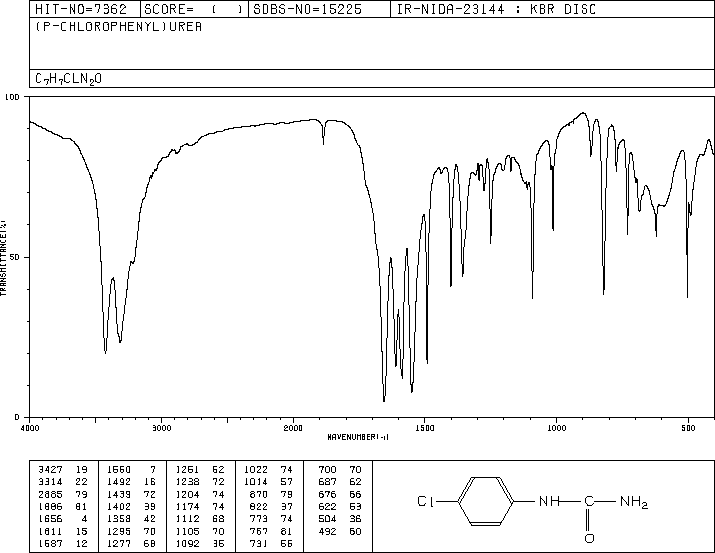 HIT-NO=7362 SCORE= ( ) SDBS-NO=15225 IR-NIDA-23144 : KBR DISC
(P-CHLOROPHENYL)UREA
C7H7CLN2O
100
50
0
TRANSMITTANCE(%)
4000 3000 2000 1500 1000 500
WAVENUMBER(-1)
3427 19 1550 7 1251 52 1022 74 700 70
3314 22 1492 16 1238 72 1014 57 687 62
2885 79 1439 72 1204 74 870 79 676 66
1886 81 1402 39 1174 74 822 37 622 53
1656 4 1358 42 1112 68 773 74 504 36
1611 15 1295 70 1105 70 767 81 492 60
1587 12 1277 68 1092 36 731 55
Cl NH C NH2
O